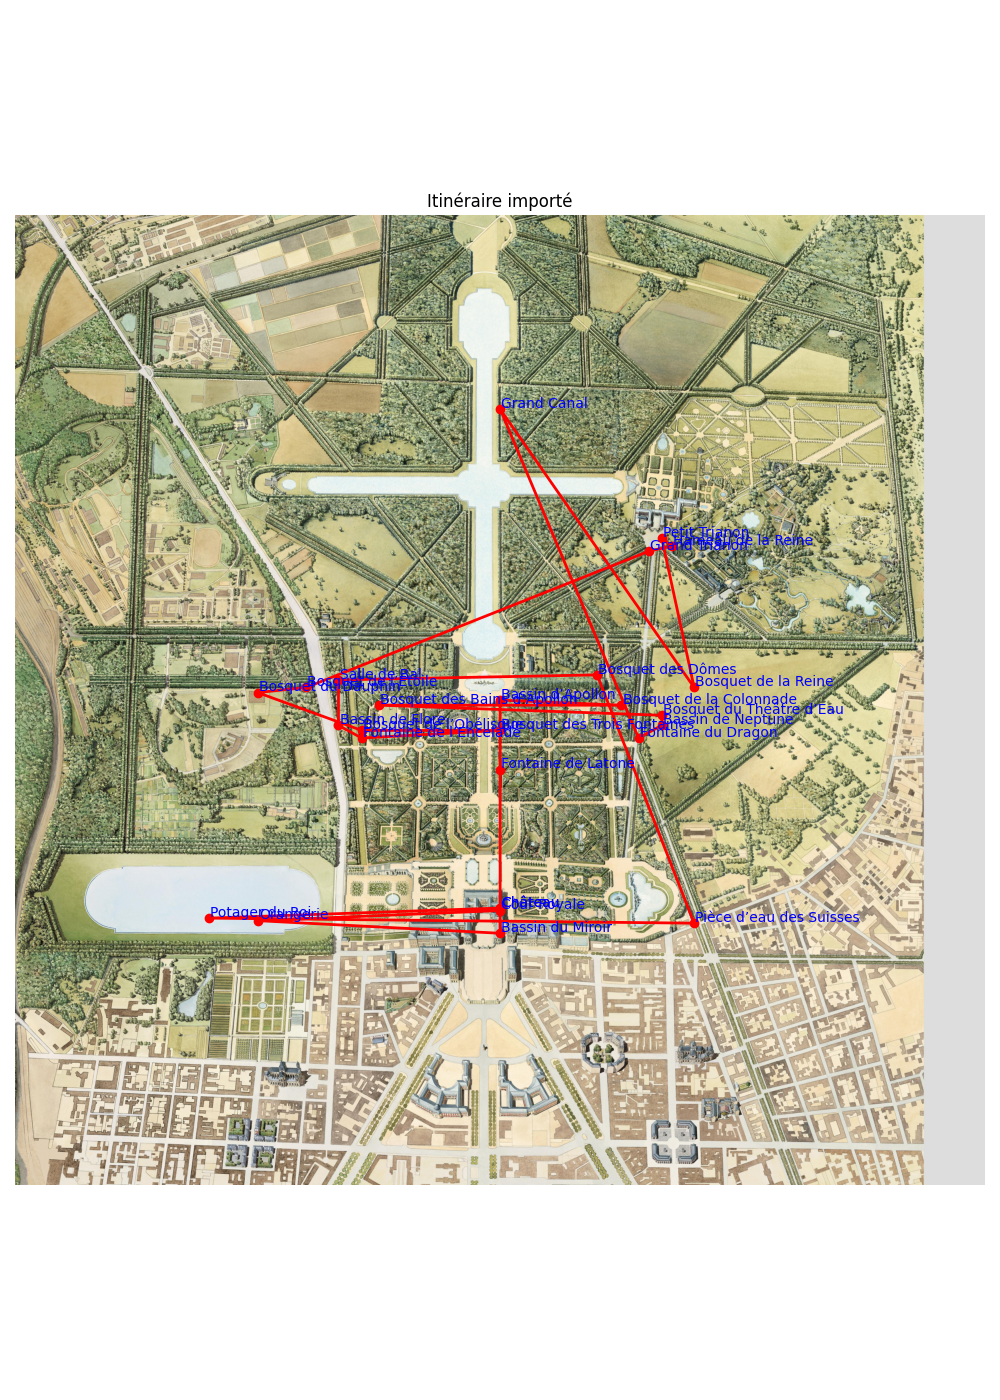 Itinéraire importé
Grand Canal
Petit Trianon
Hameau de la Reine
Grand Trianon
Bosquet des Dômes
Salle de Bal
Bosquet de l'Étoile
Bosquet de la Reine
Bosquet du Dauphin
Bassin d'Apollon
Bosquet des Bains d'Apollon
Bosquet de la Colonnade
Bosquet du Théâtre d'Eau
Bassin de Flore
Bassin de Neptune
Bosquet de l'Obélisque
Bosquet des Trois Fontaines
Fontaine de l'Encelade
Fontaine du Dragon
Fontaine de Latone
Château
Cour Royale
Potager du Roi
Orangerie
Pièce d’eau des Suisses
Bassin du Miroir